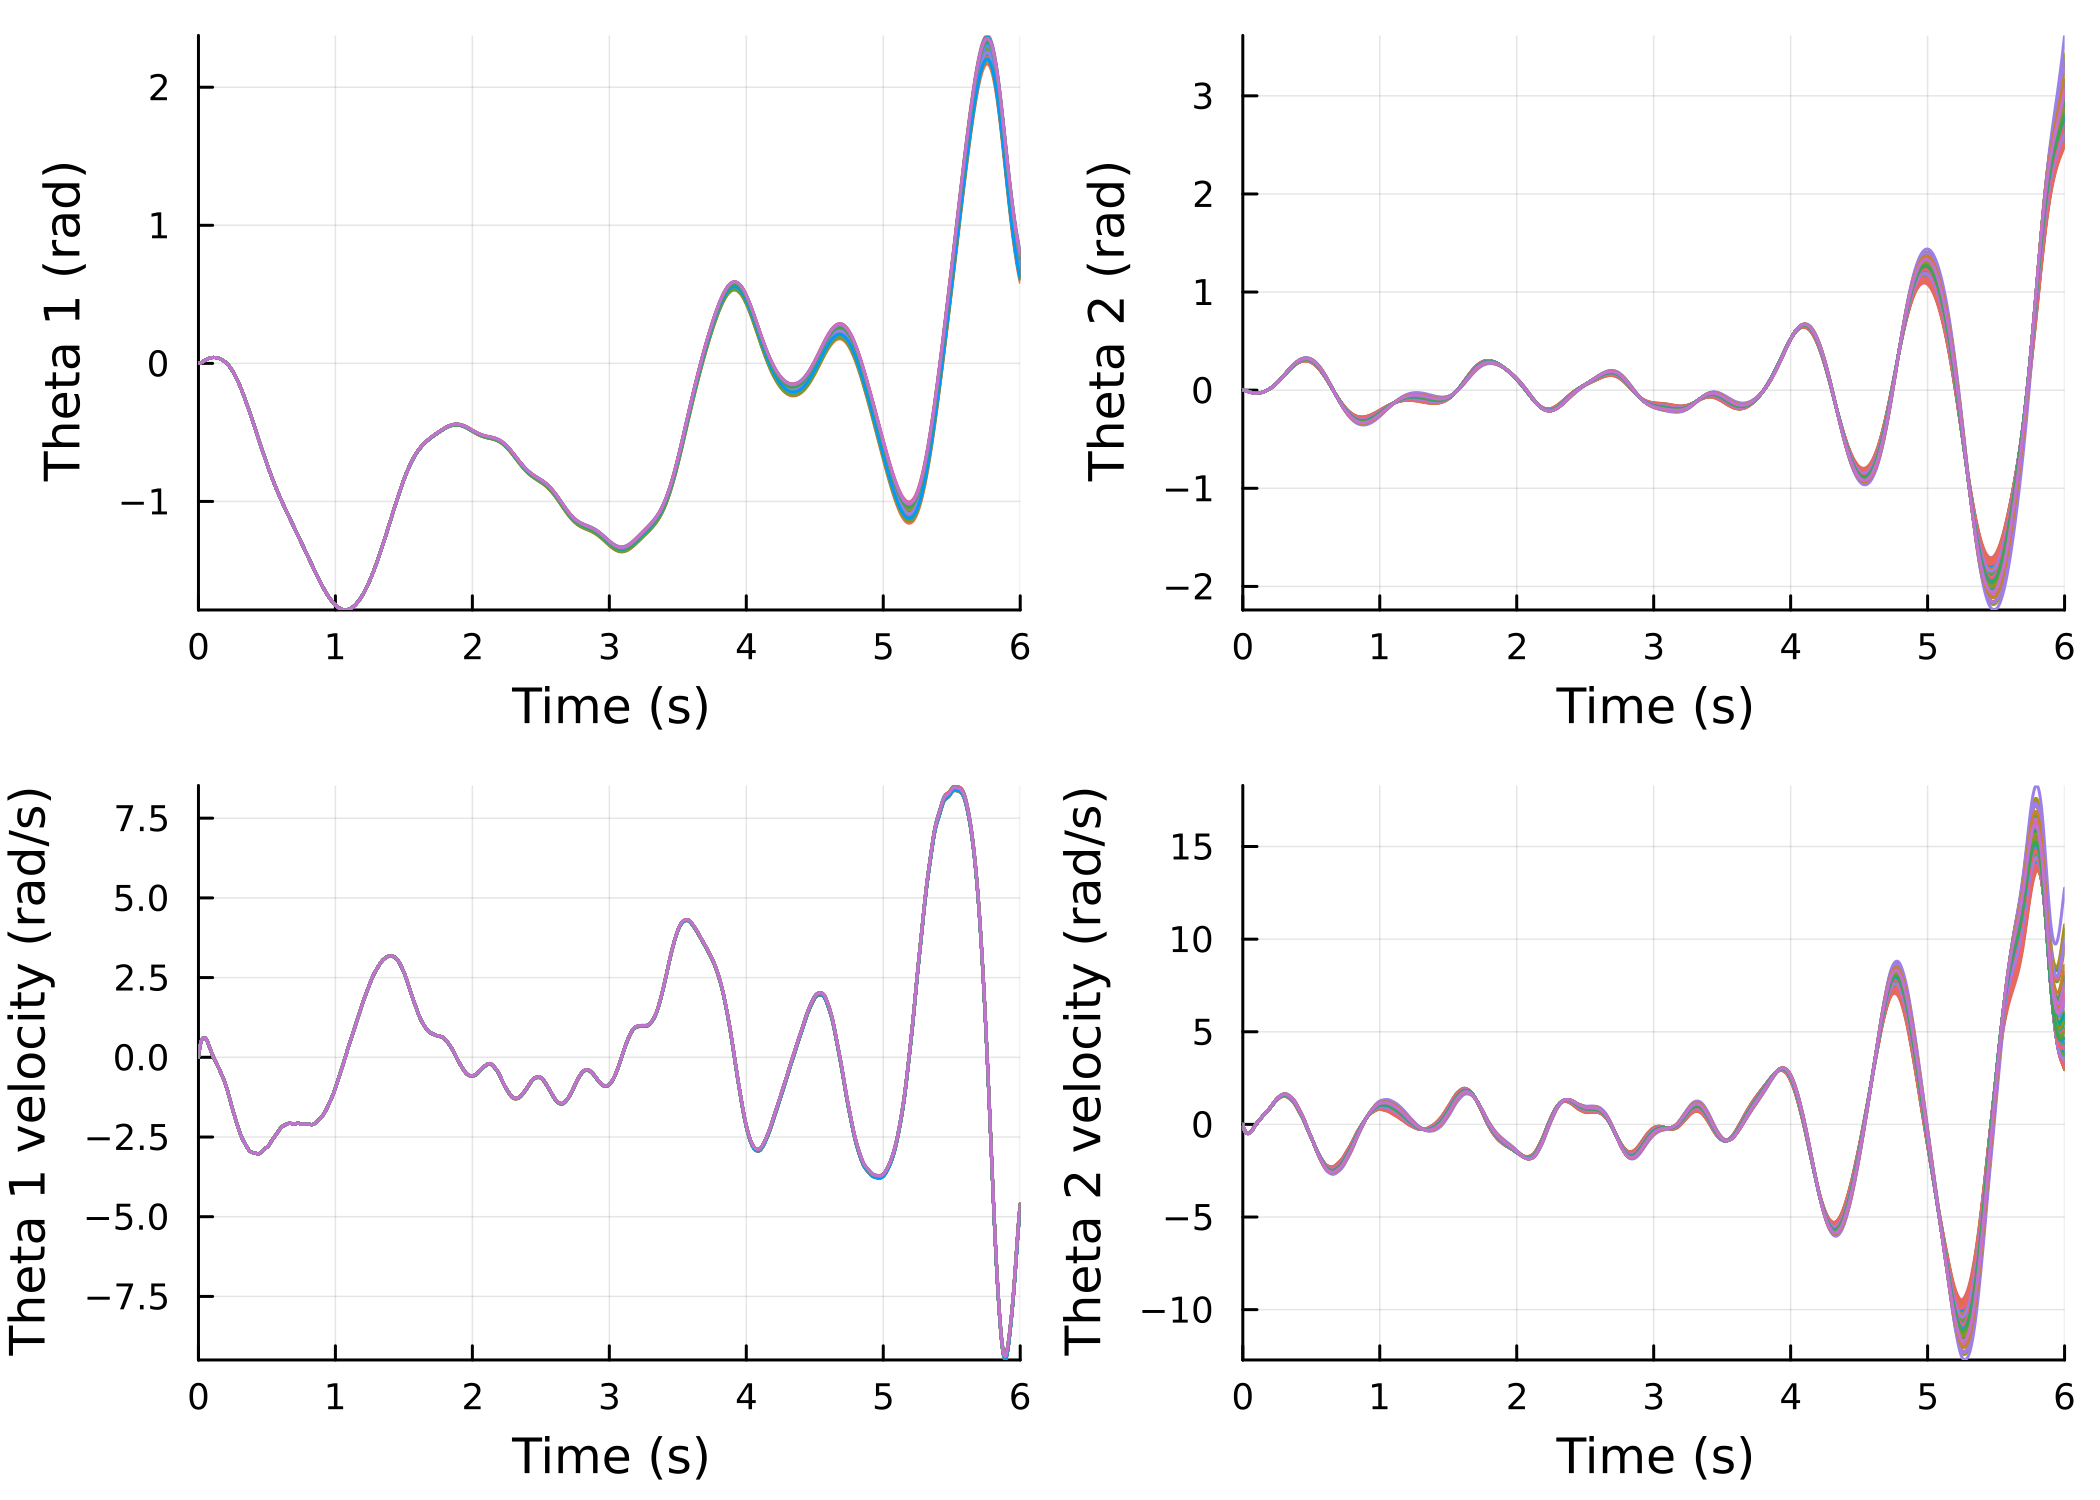 Theta 1 (rad)
2
1
0
−1
0 1 2 3 4 5 6
Time (s)
Theta 2 (rad)
3
2
1
0
−1
−2
0 1 2 3 4 5 6
Time (s)
Theta 1 velocity (rad/s)
7.5
5.0
2.5
0.0
−2.5
−5.0
−7.5
0 1 2 3 4 5 6
Time (s)
Theta 2 velocity (rad/s)
15
10
5
0
−5
−10
0 1 2 3 4 5 6
Time (s)